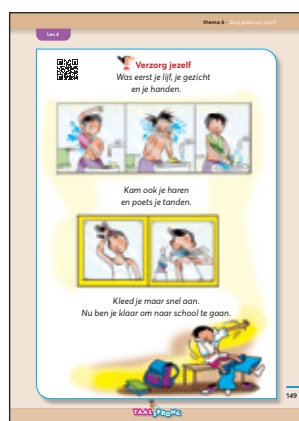 thema 6 - Zorg goed voor jezelf
Les 4
Verzorg jezelf
Was eerst je lijf, je gezicht
en je handen.
Kam ook je haren
en poets je tanden.
Kleed je maar snel aan.
Nu ben je klaar om naar school te gaan.
149
TAALSPRONG